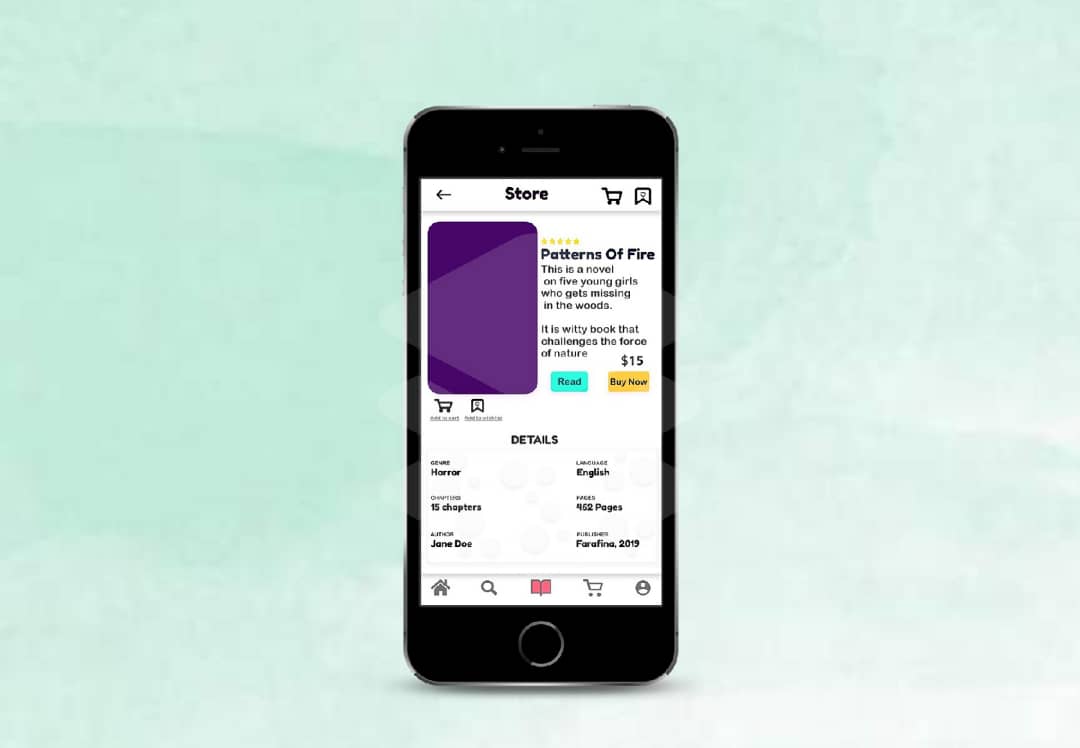 Store
Patterns Of Fire
This is a novel
on five young girls
who gets missing
in the woods.
It is witty book that
challenges the force
of nature
$15
Read
Buy Now
Add to cart
Add to wishlist
DETAILS
GENRE
Horror
LANGUAGE
English
CHAPTERS
15 chapters
PAGES
462 Pages
AUTHOR
Jane Doe
PUBLISHER
Farafina, 2019